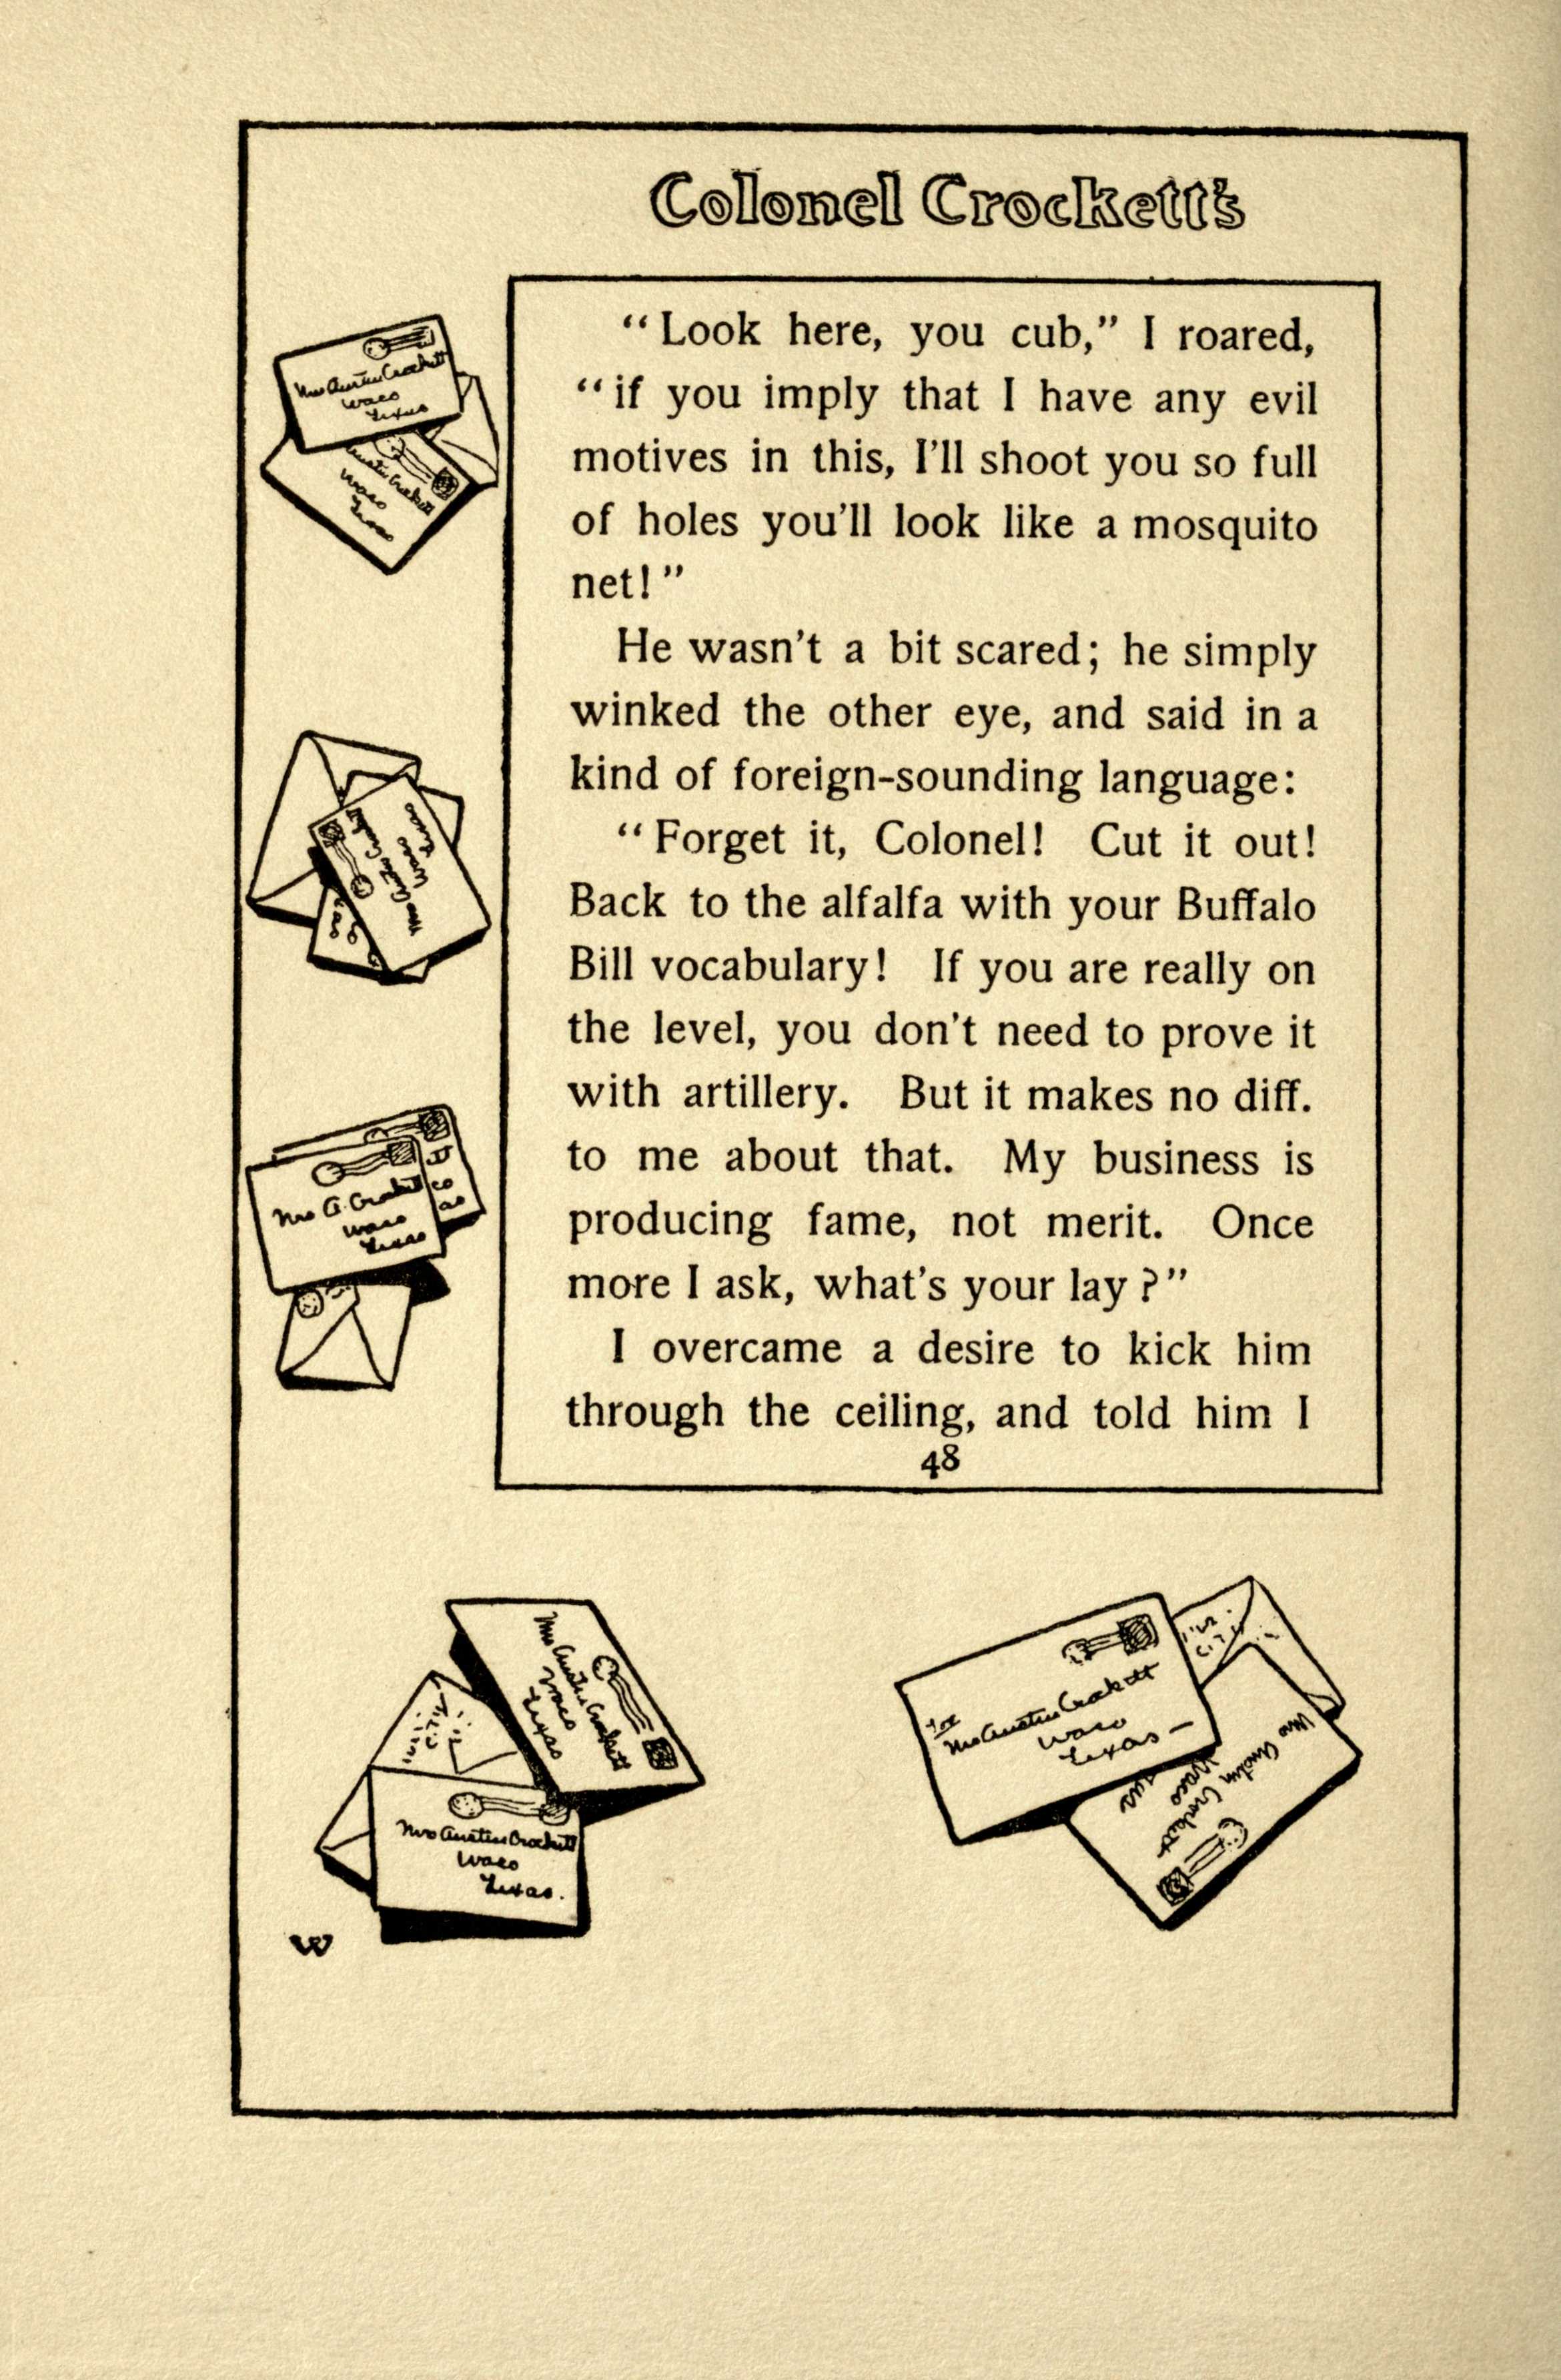 Colonel Crockett's
“Look here, you cub,” I roared,
“if you imply that I have any evil
motives in this, I'll shoot you so full
of holes you'll look like a mosquito
net!”
He wasn't a bit scared; he simply
winked the other eye, and said in a
kind of foreign-sounding language:
“Forget it, Colonel! Cut it out!
Back to the alfalfa with your Buffalo
Bill vocabulary! If you are really on
the level, you don't need to prove it
with artillery. But it makes no diff.
to me about that. My business is
producing fame, not merit. Once
more I ask, what's your lay?”
I overcame a desire to kick him
through the ceiling, and told him I
48
Mrs Austin Crockett
Waco
Texas
Austin Crockett
Waco
Texas
Mrs Austin Crockett
Waco
Texas
Mrs A. Crockett
Waco
Texas
Mrs Austin Crockett
Waco
Texas
Mrs Austin Crockett
Waco
Texas.
W
Mrs Austin Crockett
Waco
Texas —
Mrs Austin Crockett
Waco